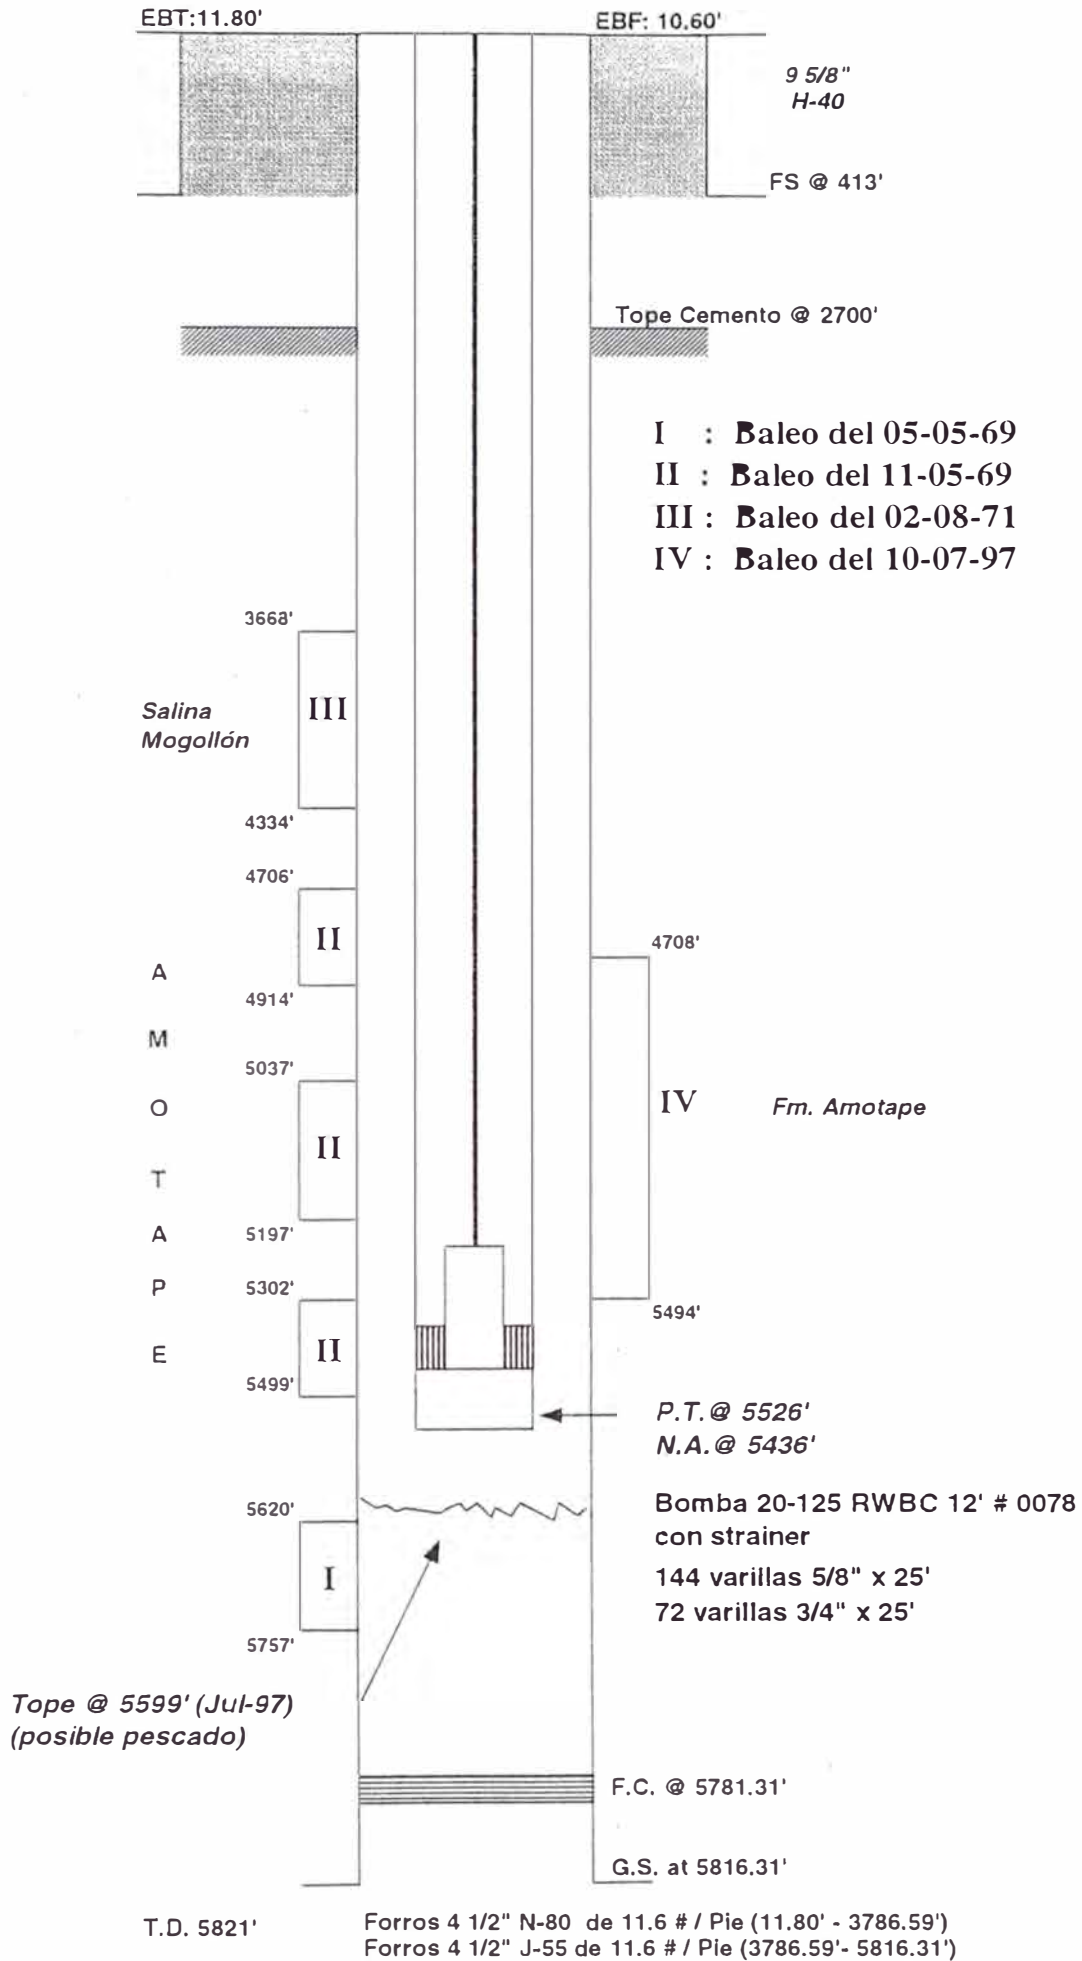 EBT:11.80'
EBF: 10.60'
9 5/8"
H-40
FS @ 413'
Tope Cemento @ 2700'
I : Baleo del 05-05-69
II : Baleo del 11-05-69
III : Baleo del 02-08-71
IV : Baleo del 10-07-97
3668'
III
Salina
Mogollón
4334'
4706'
II
4914'
4708'
IV
Fm. Amotape
5494'
A
M
O
T
A
P
E
5037'
II
5197'
5302'
II
5499'
P.T.@ 5526'
N.A.@ 5436'
Bomba 20-125 RWBC 12' # 0078
con strainer
144 varillas 5/8" x 25'
72 varillas 3/4" x 25'
5620'
I
5757'
Tope @ 5599' (Jul-97)
(posible pescado)
F.C. @ 5781.31'
G.S. at 5816.31'
T.D. 5821'
Forros 4 1/2" N-80 de 11.6 # / Pie (11.80' - 3786.59')
Forros 4 1/2" J-55 de 11.6 # / Pie (3786.59'- 5816.31')